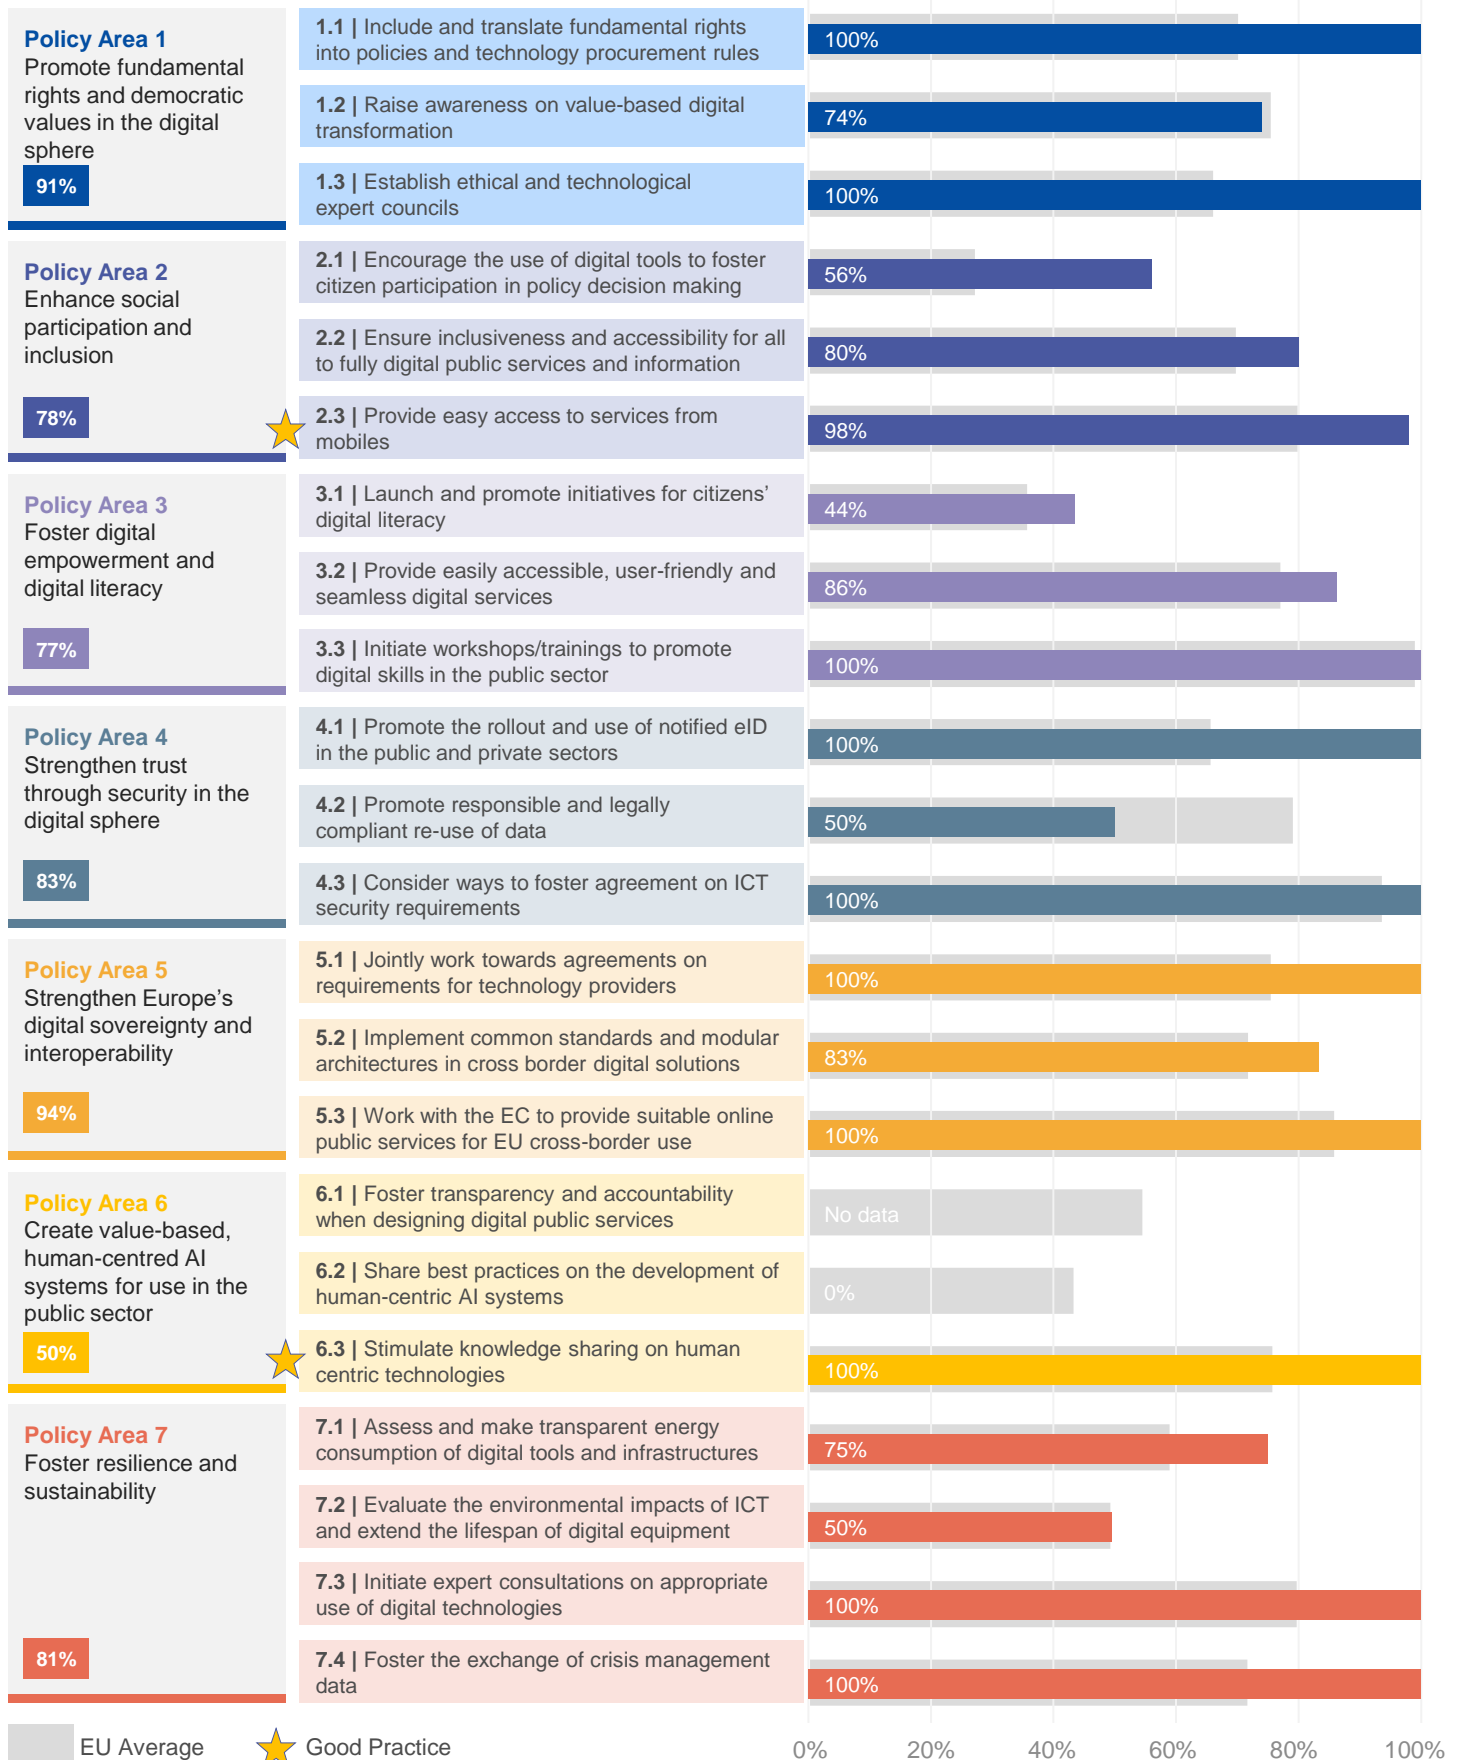 Policy Area 1
Promote fundamental
rights and democratic
values in the digital
sphere
91%
1.1 | Include and translate fundamental rights
into policies and technology procurement rules
100%
1.2 | Raise awareness on value-based digital
transformation
74%
1.3 | Establish ethical and technological
expert councils
100%
Policy Area 2
Enhance social
participation and
inclusion
78%
2.1 | Encourage the use of digital tools to foster
citizen participation in policy decision making
56%
2.2 | Ensure inclusiveness and accessibility for all
to fully digital public services and information
80%
2.3 | Provide easy access to services from
mobiles
98%
Policy Area 3
Foster digital
empowerment and
digital literacy
77%
3.1 | Launch and promote initiatives for citizens’
digital literacy
44%
3.2 | Provide easily accessible, user-friendly and
seamless digital services
86%
3.3 | Initiate workshops/trainings to promote
digital skills in the public sector
100%
Policy Area 4
Strengthen trust
through security in the
digital sphere
83%
4.1 | Promote the rollout and use of notified eID
in the public and private sectors
100%
4.2 | Promote responsible and legally
compliant re-use of data
50%
4.3 | Consider ways to foster agreement on ICT
security requirements
100%
Policy Area 5
Strengthen Europe’s
digital sovereignty and
interoperability
94%
5.1 | Jointly work towards agreements on
requirements for technology providers
100%
5.2 | Implement common standards and modular
architectures in cross border digital solutions
83%
5.3 | Work with the EC to provide suitable online
public services for EU cross-border use
100%
Policy Area 6
Create value-based,
human-centred AI
systems for use in the
public sector
50%
6.1 | Foster transparency and accountability
when designing digital public services
No data
6.2 | Share best practices on the development of
human-centric AI systems
0%
6.3 | Stimulate knowledge sharing on human
centric technologies
100%
Policy Area 7
Foster resilience and
sustainability
81%
7.1 | Assess and make transparent energy
consumption of digital tools and infrastructures
75%
7.2 | Evaluate the environmental impacts of ICT
and extend the lifespan of digital equipment
50%
7.3 | Initiate expert consultations on appropriate
use of digital technologies
100%
7.4 | Foster the exchange of crisis management
data
100%
EU Average
Good Practice
0% 20% 40% 60% 80% 100%